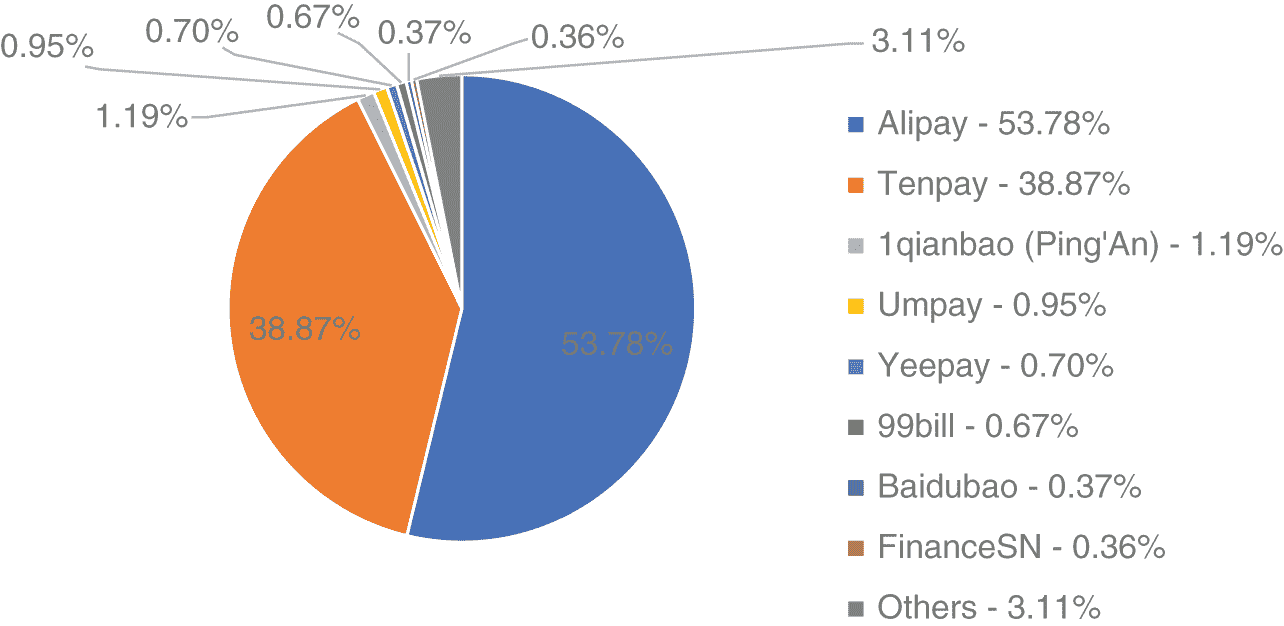 0.67%
0.70%
0.37%
0.36%
3.11%
0.95%
1.19%
38.87%
53.78%
Alipay - 53.78%
Tenpay - 38.87%
1qianbao (Ping'An) - 1.19%
Umpay - 0.95%
Yeepay - 0.70%
99bill - 0.67%
Baidubao - 0.37%
FinanceSN - 0.36%
Others - 3.11%